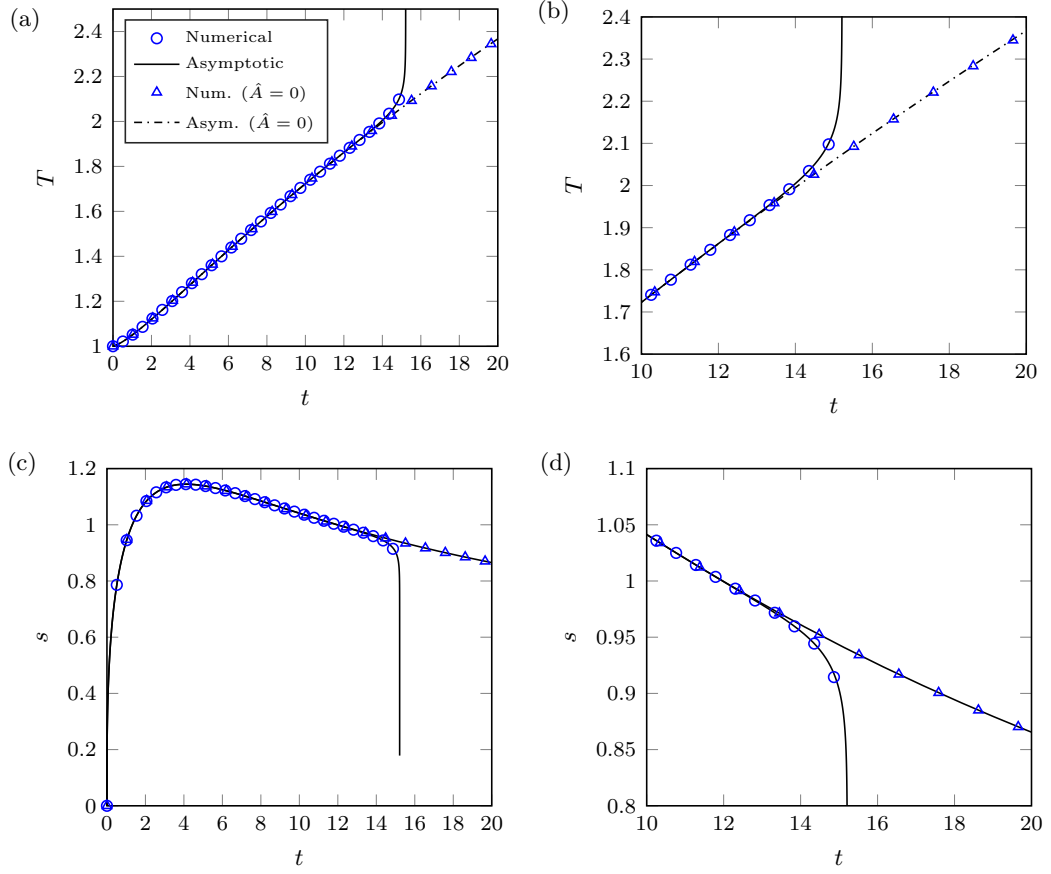 (a)
2.4
2.2
2
1.8
1.6
1.4
1.2
1
T
Numerical
Asymptotic
Num. (Â = 0)
Asym. (Â = 0)
0 2 4 6 8 10 12 14 16 18 20
t
(b)
2.4
2.3
2.2
2.1
2
1.9
1.8
1.7
1.6
T
10 12 14 16 18 20
t
(c)
1.2
1
0.8
0.6
0.4
0.2
0
s
0 2 4 6 8 10 12 14 16 18 20
t
(d)
1.1
1.05
1
0.95
0.9
0.85
0.8
s
10 12 14 16 18 20
t